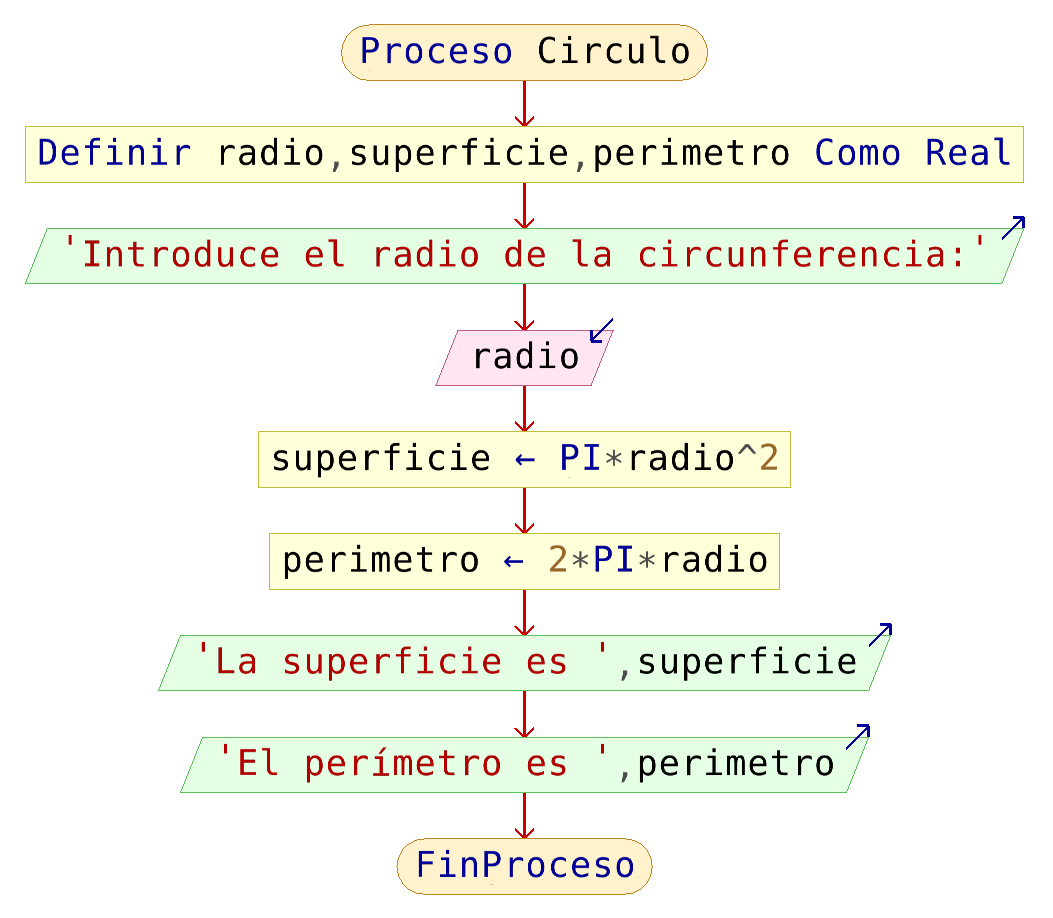 Proceso Circulo
Definir radio,superficie,perimetro Como Real
'Introduce el radio de la circunferencia:'
radio
superficie ← PI*radio^2
perimetro ← 2*PI*radio
'La superficie es ',superficie
'El perímetro es ',perimetro
FinProceso